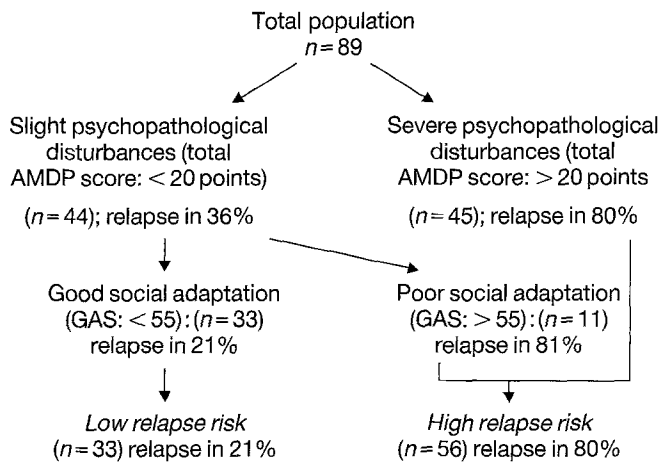 Total population
n=89
Slight psychopathological
disturbances (total
AMDP score: < 20 points)
(n=44); relapse in 36%
Severe psychopathological
disturbances (total
AMDP score: > 20 points
(n=45); relapse in 80%
Good social adaptation
(GAS: < 55):(n=33)
relapse in 21%
Poor social adaptation
(GAS: > 55):(n=11)
relapse in 81%
Low relapse risk
(n=33) relapse in 21%
High relapse risk
(n=56) relapse in 80%